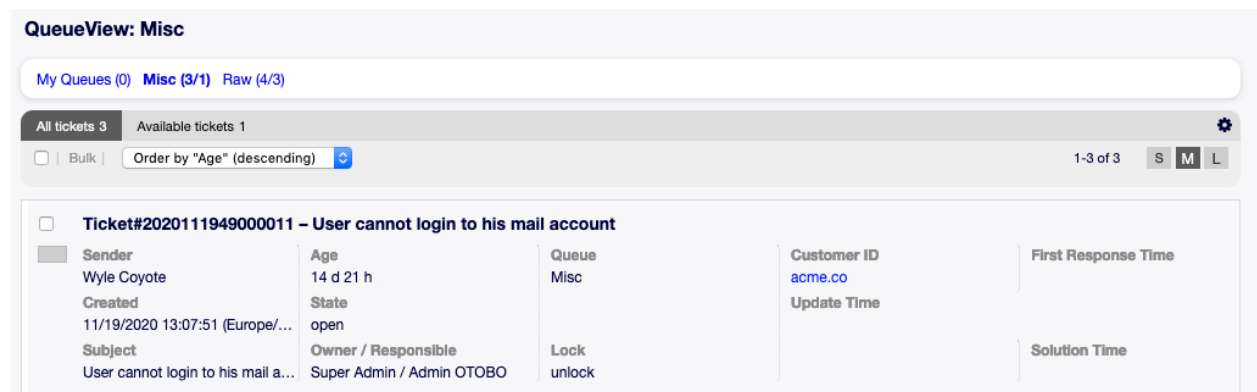 QueueView: Misc
My Queues (0) Misc (3/1) Raw (4/3)
All tickets 3 Available tickets 1
| Bulk | Order by "Age" (descending) 1-3 of 3 S M L
Ticket#2020111949000011 – User cannot login to his mail account
Sender Age Queue Customer ID First Response Time
Wyle Coyote 14 d 21 h Misc acme.co
Created State Update Time
11/19/2020 13:07:51 (Europe/... open
Subject Owner / Responsible Lock Solution Time
User cannot login to his mail a... Super Admin / Admin OTOBO unlock